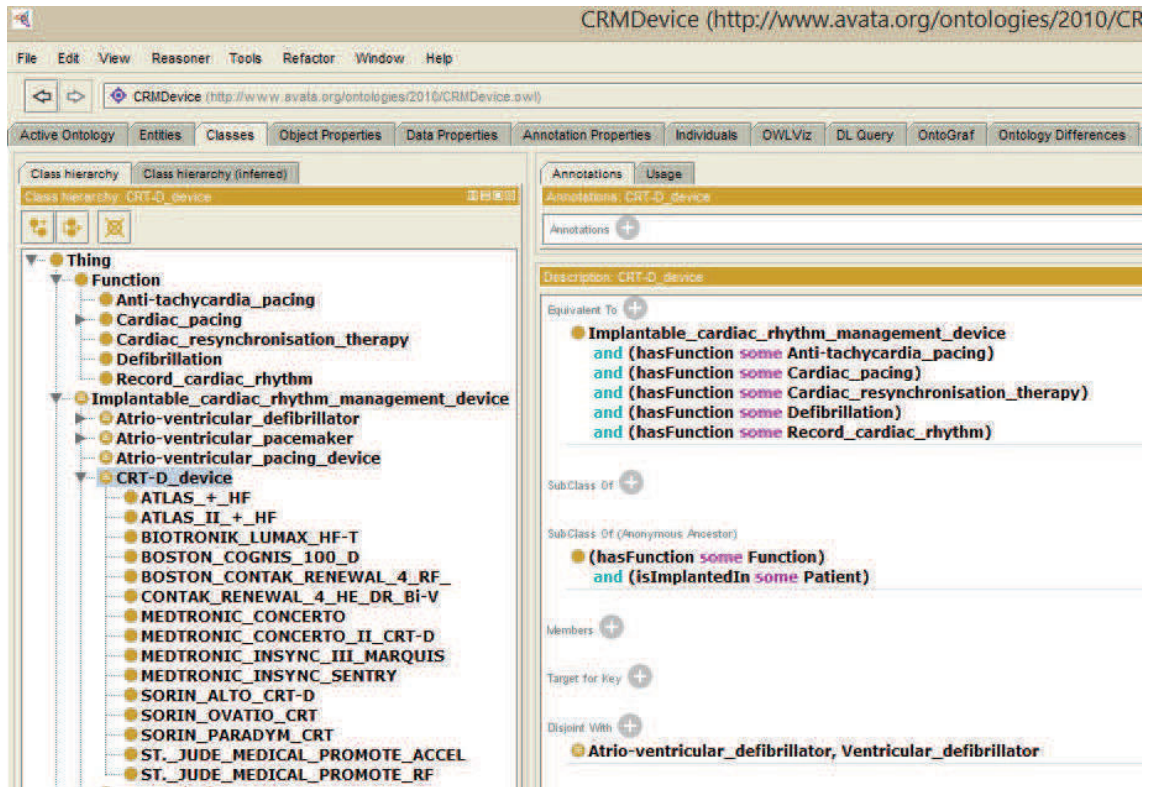 CRMDevice (http://www.avata.org/ontologies/2010/CR
File Edit View Reasoner Tools Refactor Window Help
CRMDevice (http://www.avata.org/ontologies/2010/CRMDevice.owl)
Active Ontology Entities Classes Object Properties Data Properties Annotation Properties Individuals OWLViz DL Query OntoGraf Ontology Differences
Class hierarchy Class hierarchy (inferred)
Class hierarchy: CRT-D_device
Thing
Function
Anti-tachycardia_pacing
Cardiac_pacing
Cardiac_resynchronisation_therapy
Defibrillation
Record_cardiac_rhythm
Implantable_cardiac_rhythm_management_device
Atrio-ventricular_defibrillator
Atrio-ventricular_pacemaker
Atrio-ventricular_pacing_device
CRT-D_device
ATLAS_+_HF
ATLAS_II_+_HF
BIOTRONIK_LUMAX_HF-T
BOSTON_COGNIS_100_D
BOSTON_CONTAK_RENEWAL_4_RF_
CONTAK_RENEWAL_4_HE_DR_Bi-V
MEDTRONIC_CONCERTO
MEDTRONIC_CONCERTO_II_CRT-D
MEDTRONIC_INSYNC_III_MARQUIS
MEDTRONIC_INSYNC_SENTRY
SORIN_ALTO_CRT-D
SORIN_OVATIO_CRT
SORIN_PARADYM_CRT
ST._JUDE_MEDICAL_PROMOTE_ACCEL
ST._JUDE_MEDICAL_PROMOTE_RF
Annotations Usage
Annotations: CRT-D_device
Annotations
Description: CRT-D_device
Equivalent To
Implantable_cardiac_rhythm_management_device
and (hasFunction some Anti-tachycardia_pacing)
and (hasFunction some Cardiac_pacing)
and (hasFunction some Cardiac_resynchronisation_therapy)
and (hasFunction some Defibrillation)
and (hasFunction some Record_cardiac_rhythm)
SubClass Of
SubClass Of (Anonymous Ancestor)
(hasFunction some Function)
and (isImplantedIn some Patient)
Members
Target for Key
Disjoint With
Atrio-ventricular_defibrillator, Ventricular_defibrillator